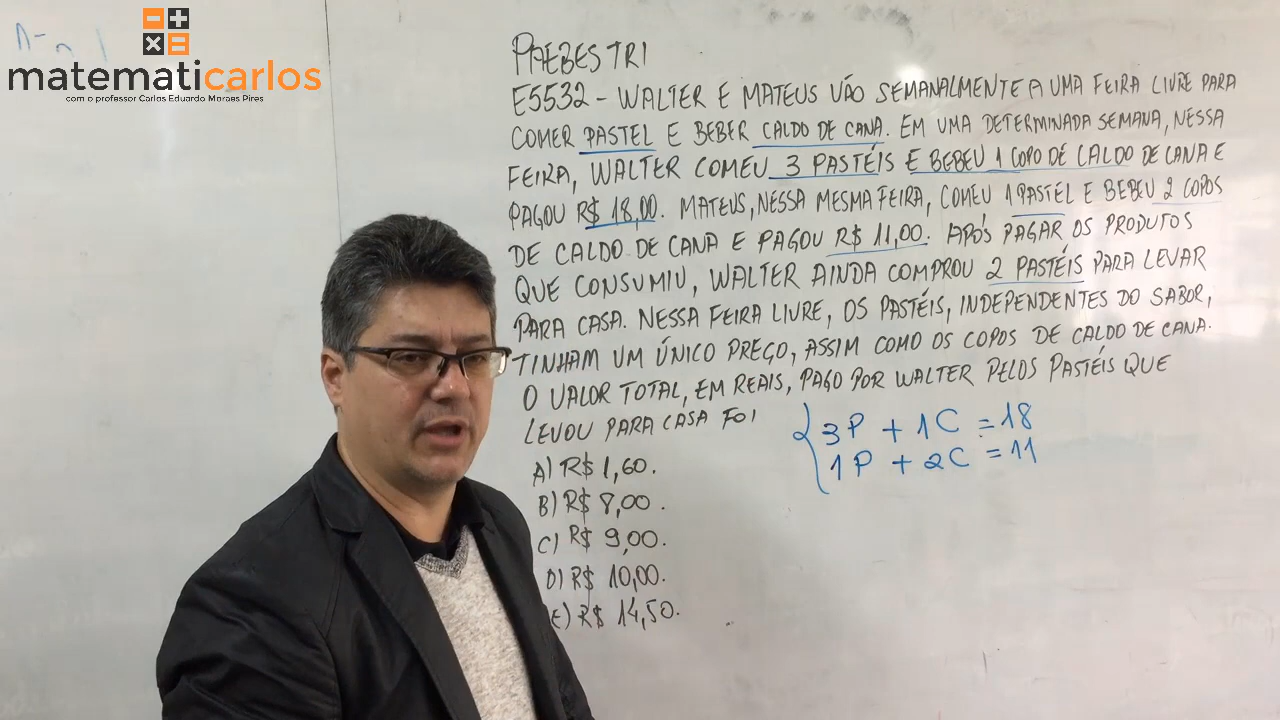 matematicarlos
com o professor Carlos Eduardo Moraes Pires
PAEBES TRI
E5532 - WALTER E MATEUS VÃO SEMANALMENTE A UMA FEIRA LIVRE PARA
COMER PASTEL E BEBER CALDO DE CANA. EM UMA DETERMINADA SEMANA, NESSA
FEIRA, WALTER COMEU 3 PASTÉIS E BEBEU 1 COPO DE CALDO DE CANA E
PAGOU R$ 18,00. MATEUS, NESSA MESMA FEIRA, COMEU 1 PASTEL E BEBEU 2 COPOS
DE CALDO DE CANA E PAGOU R$ 11,00. APÓS PAGAR OS PRODUTOS
QUE CONSUMIU, WALTER AINDA COMPROU 2 PASTÉIS PARA LEVAR
PARA CASA. NESSA FEIRA LIVRE, OS PASTÉIS, INDEPENDENTES DO SABOR,
TINHAM UM ÚNICO PREÇO, ASSIM COMO OS COPOS DE CALDO DE CANA.
O VALOR TOTAL, EM REAIS, PAGO POR WALTER PELOS PASTÉIS QUE
LEVOU PARA CASA FOI
3P + 1C = 18
1P + 2C = 11
A) R$ 1,60.
B) R$ 8,00.
C) R$ 9,00.
D) R$ 10,00.
E) R$ 14,50.